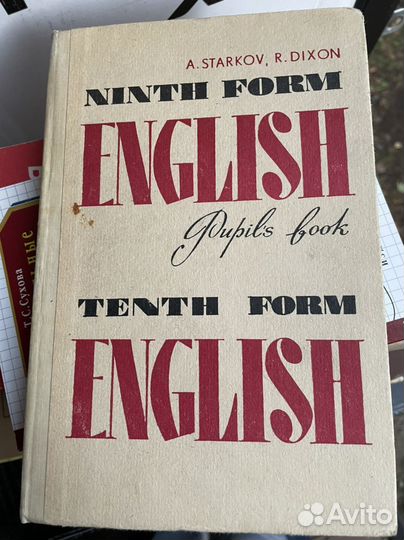 A. STARKOV, R. DIXON
NINTH FORM
ENGLISH
Pupil's book
TENTH FORM
ENGLISH
Т. С. Сухова
Avito